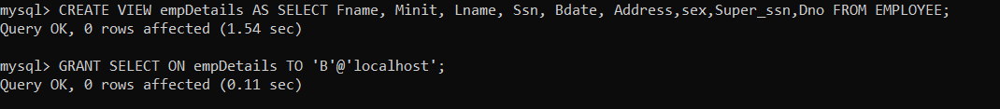 mysql> CREATE VIEW empDetails AS SELECT Fname, Minit, Lname, Ssn, Bdate, Address,sex,Super_ssn,Dno FROM EMPLOYEE;
Query OK, 0 rows affected (1.54 sec)
mysql> GRANT SELECT ON empDetails TO 'B'@'localhost';
Query OK, 0 rows affected (0.11 sec)